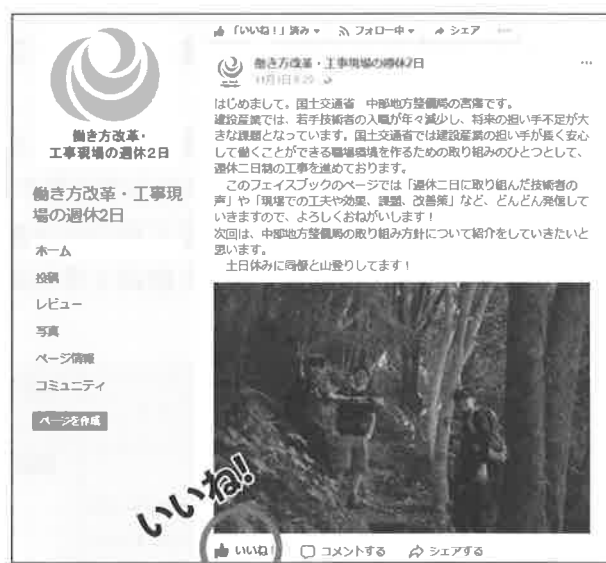 「いいね！」済み フォロー中 シェア
働き方改革・
工事現場の週休2日
働き方改革・工事現
場の週休2日
ホーム
投稿
レビュー
写真
ページ情報
コミュニティ
ページを作成
働き方改革・工事現場の週休2日
11月1日
はじめまして。国土交通省 中部地方整備局の宮藤です。
建設産業では、若手技術者の入職が年々減少し、将来の担い手不足が大
きな課題となっています。国土交通省では建設産業の担い手が長く安心
して働くことができる職場環境を作るための取り組みのひとつとして、
週休二日制の工事を進めております。
このフェイスブックのページでは「週休二日に取り組んだ技術者の
声」や「現場での工夫や効果、課題、改善策」など、どんどん発信して
いきますので、よろしくおねがいします！
次回は、中部地方整備局の取り組み方針について紹介をしていきたいと
思います。
土日休みに同僚と山登りしてます！
いいね!
いいね！ コメントする シェアする